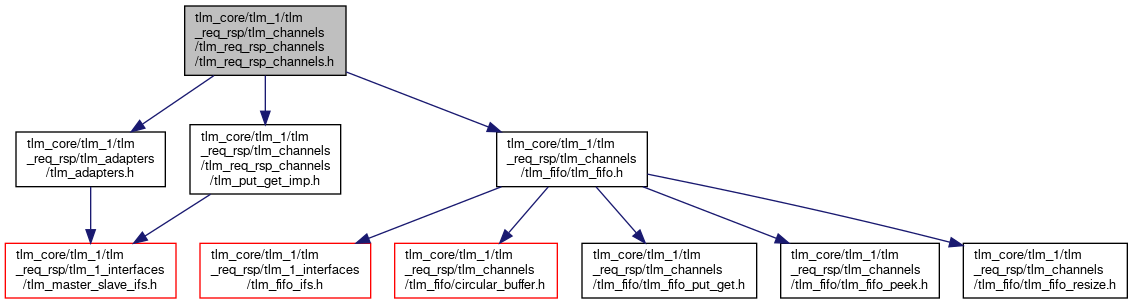 tlm_core/tlm_1/tlm
_req_rsp/tlm_channels
/tlm_req_rsp_channels
/tlm_req_rsp_channels.h
tlm_core/tlm_1/tlm
_req_rsp/tlm_adapters
/tlm_adapters.h
tlm_core/tlm_1/tlm
_req_rsp/tlm_channels
/tlm_req_rsp_channels
/tlm_put_get_imp.h
tlm_core/tlm_1/tlm
_req_rsp/tlm_channels
/tlm_fifo/tlm_fifo.h
tlm_core/tlm_1/tlm
_req_rsp/tlm_1_interfaces
/tlm_master_slave_ifs.h
tlm_core/tlm_1/tlm
_req_rsp/tlm_1_interfaces
/tlm_fifo_ifs.h
tlm_core/tlm_1/tlm
_req_rsp/tlm_channels
/tlm_fifo/circular_buffer.h
tlm_core/tlm_1/tlm
_req_rsp/tlm_channels
/tlm_fifo/tlm_fifo_put_get.h
tlm_core/tlm_1/tlm
_req_rsp/tlm_channels
/tlm_fifo/tlm_fifo_peek.h
tlm_core/tlm_1/tlm
_req_rsp/tlm_channels
/tlm_fifo/tlm_fifo_resize.h